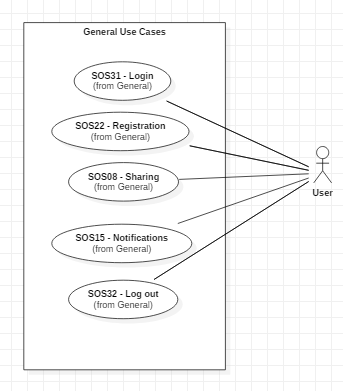 General Use Cases
SOS31 - Login
(from General)
SOS22 - Registration
(from General)
SOS08 - Sharing
(from General)
User
SOS15 - Notifications
(from General)
SOS32 - Log out
(from General)